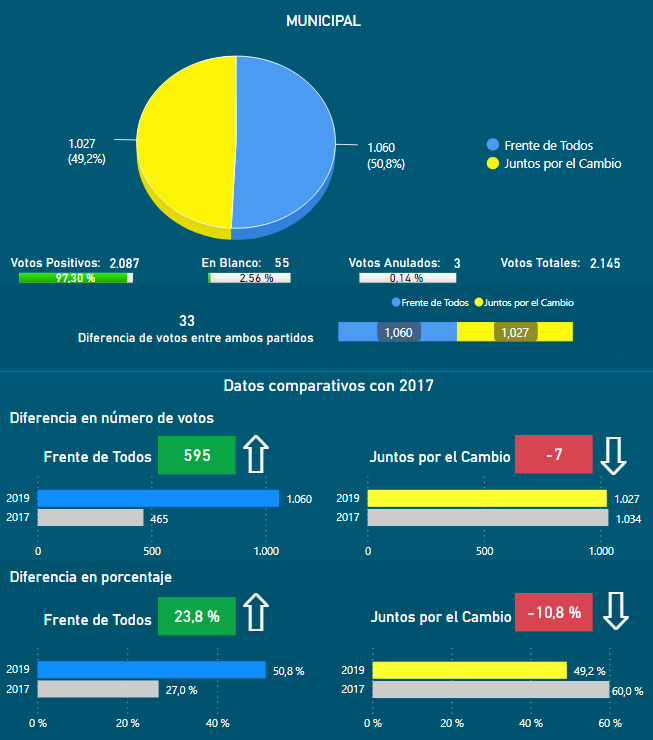 MUNICIPAL
1.027
(49,2%)
1.060
(50,8%)
Frente de Todos
Juntos por el Cambio
Votos Positivos: 2.087
97,30 %
En Blanco: 55
2,56 %
Votos Anulados: 3
0,14 %
Votos Totales: 2.145
33
Diferencia de votos entre ambos partidos
Frente de Todos Juntos por el Cambio
1,060 1,027
Datos comparativos con 2017
Diferencia en número de votos
Frente de Todos 595
2019 1.060
2017 465
0 500 1.000
Juntos por el Cambio -7
2019 1.027
2017 1.034
0 500 1.000
Diferencia en porcentaje
Frente de Todos 23,8 %
2019 50,8 %
2017 27,0 %
0 % 20 % 40 %
Juntos por el Cambio -10,8 %
2019 49,2 %
2017 60,0 %
0 % 20 % 40 % 60 %